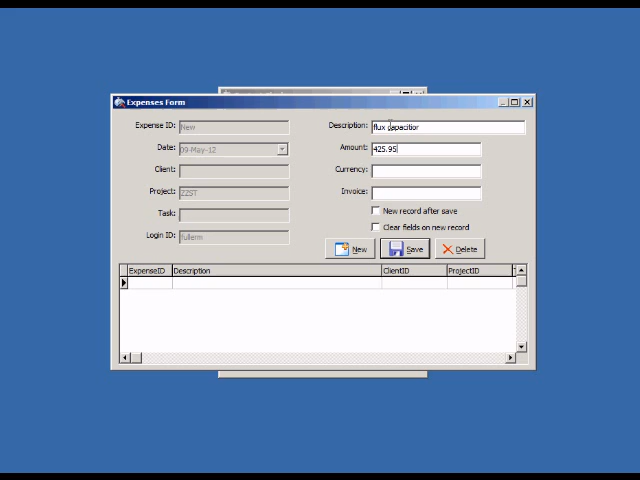 Expenses Form
Expense ID: New
Date: 09-May-12
Client:
Project: ZZST
Task:
Login ID: fullerm
Description: flux capacitior
Amount: 425.95
Currency:
Invoice:
New record after save
Clear fields on new record
New Save Delete
ExpenseID Description ClientID ProjectID